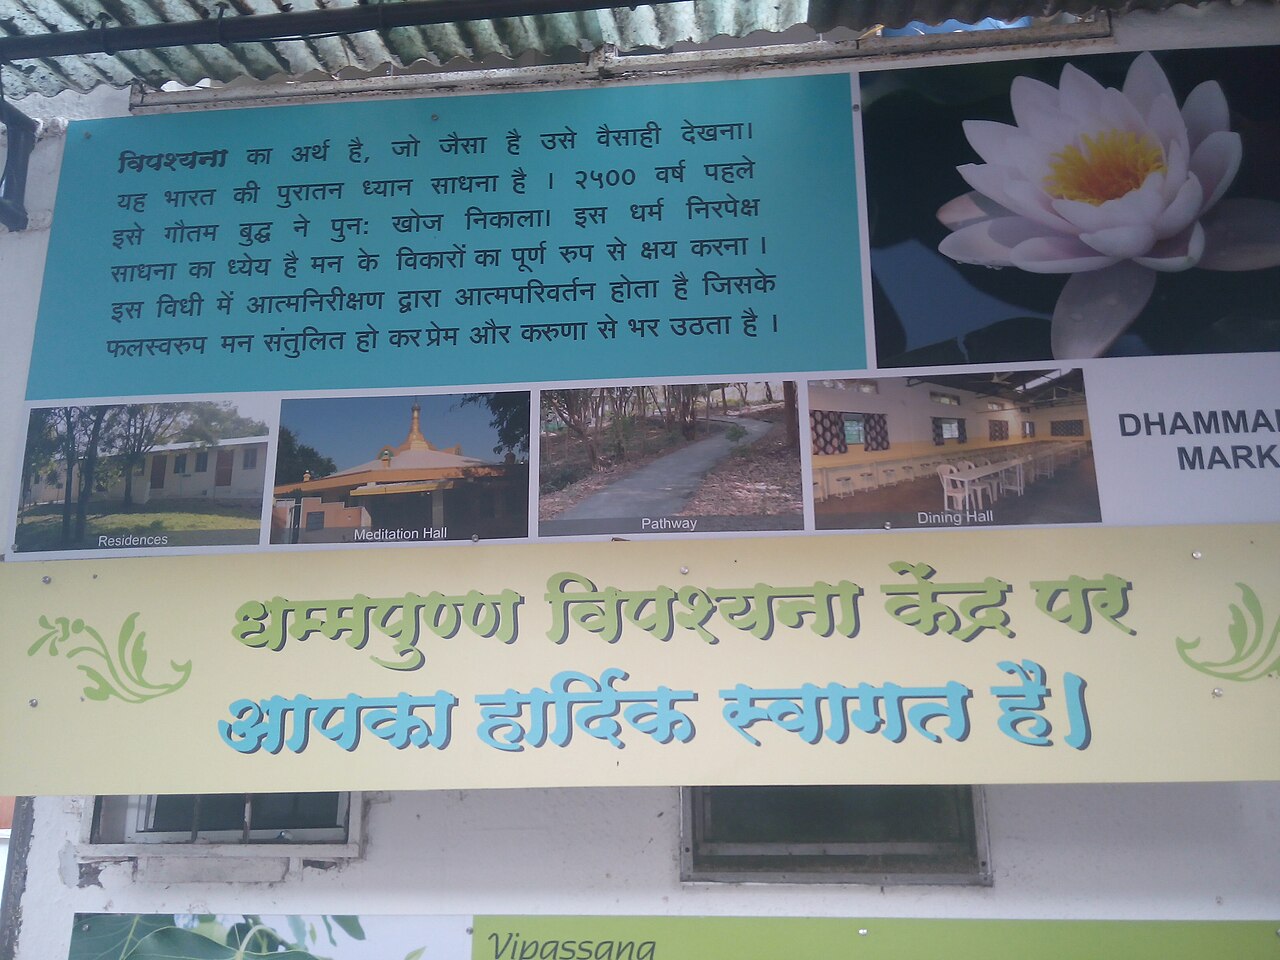 विपश्यना का अर्थ है, जो जैसा है उसे वैसाही देखना।
यह भारत की पुरातन ध्यान साधना है । २५०० वर्ष पहले
इसे गौतम बुद्ध ने पुन: खोज निकाला। इस धर्म निरपेक्ष
साधना का ध्येय है मन के विकारों का पूर्ण रुप से क्षय करना ।
इस विधी में आत्मनिरीक्षण द्वारा आत्मपरिवर्तन होता है जिसके
फलस्वरुप मन संतुलित हो कर प्रेम और करुणा से भर उठता है ।
Residences
Meditation Hall
Pathway
Dining Hall
MARK
धम्मपुण्ण विपश्यना केंद्र पर
आपका हार्दिक स्वागत है।
Vipassana